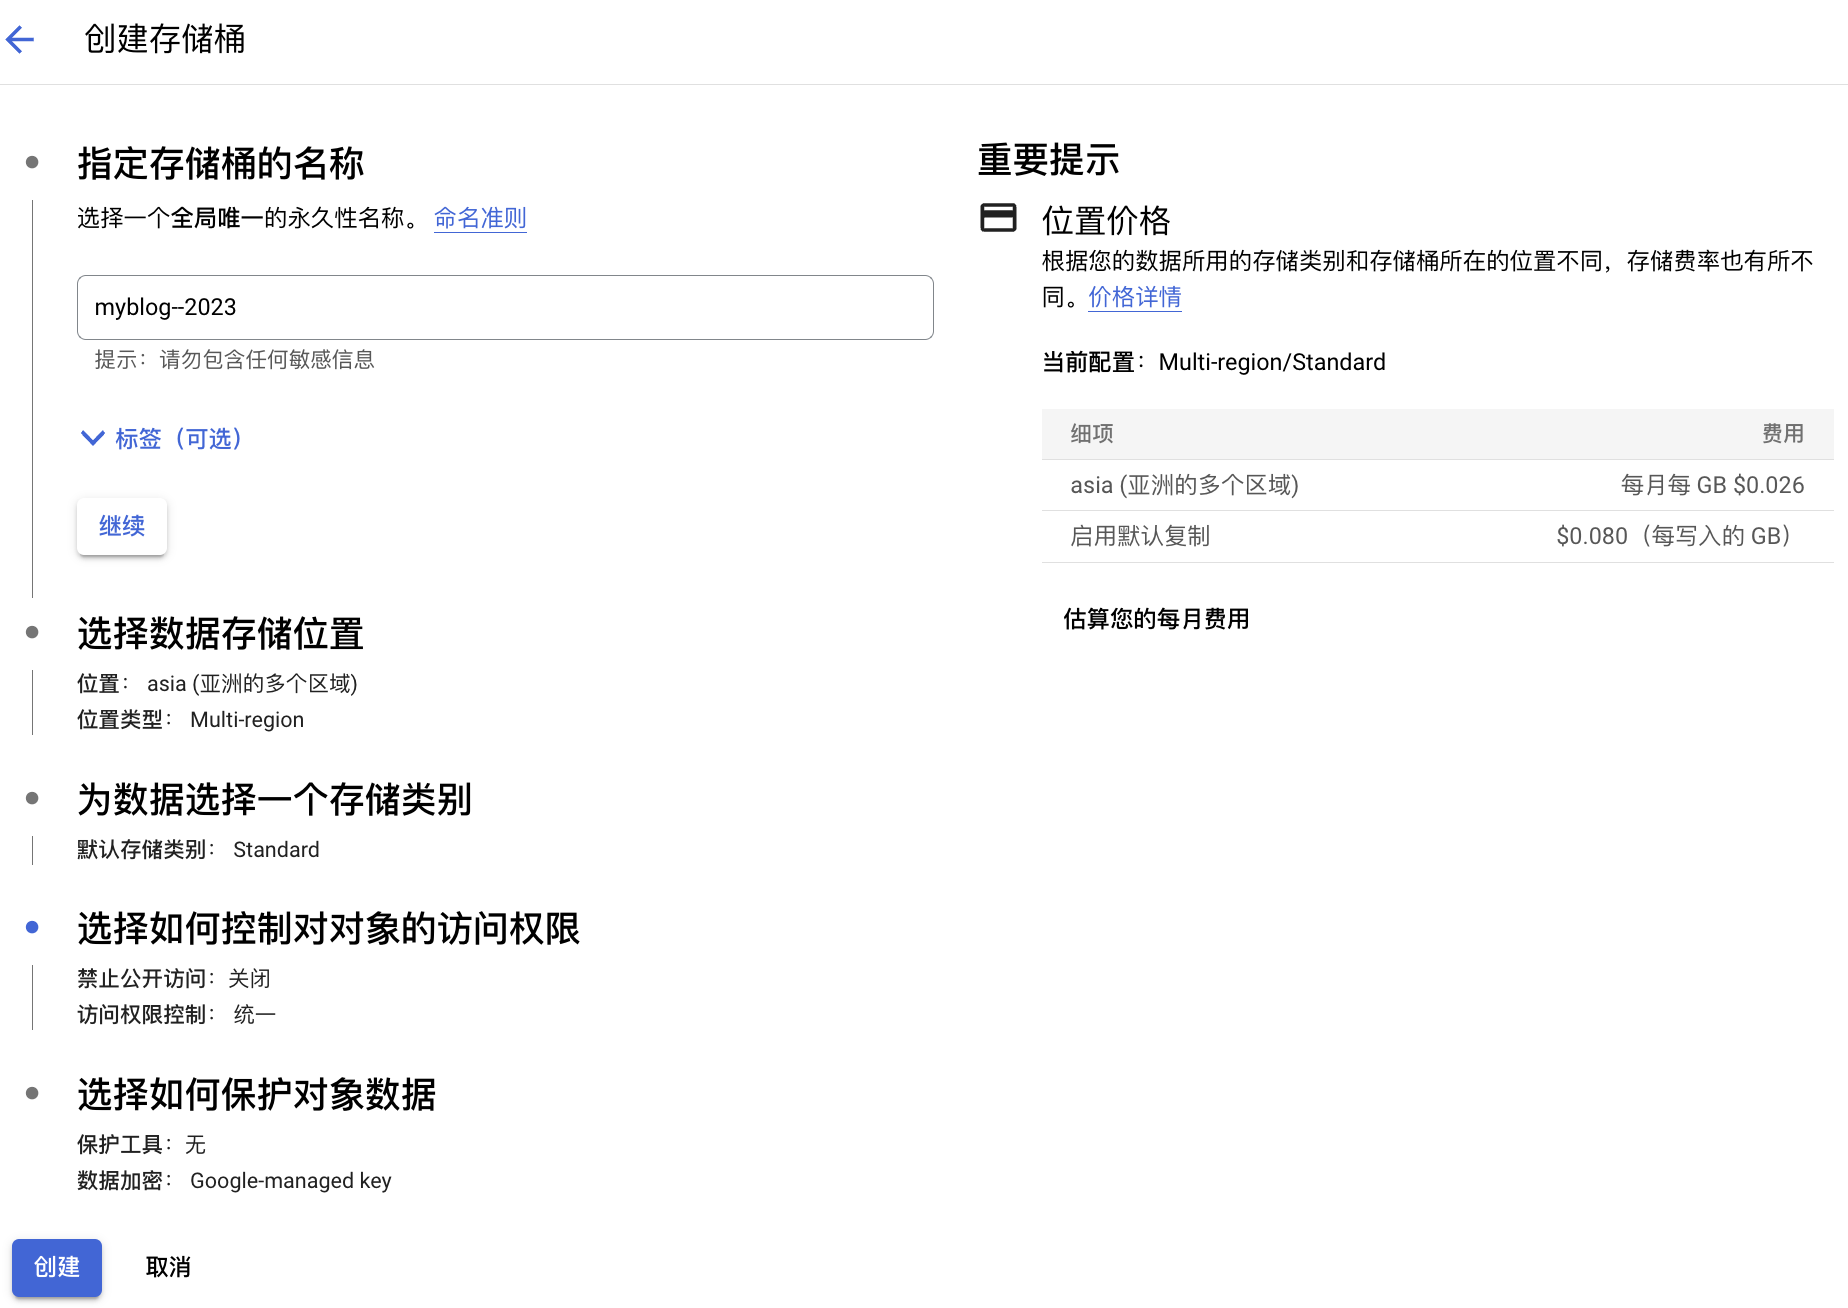 创建存储桶
指定存储桶的名称
选择一个全局唯一的永久性名称。 命名准则
myblog--2023
提示：请勿包含任何敏感信息
标签（可选）
继续
选择数据存储位置
位置： asia (亚洲的多个区域)
位置类型： Multi-region
为数据选择一个存储类别
默认存储类别： Standard
选择如何控制对对象的访问权限
禁止公开访问：关闭
访问权限控制： 统一
选择如何保护对象数据
保护工具：无
数据加密： Google-managed key
创建
取消
重要提示
位置价格
根据您的数据所用的存储类别和存储桶所在的位置不同，存储费率也有所不
同。价格详情
当前配置：Multi-region/Standard
细项 费用
asia (亚洲的多个区域) 每月每 GB $0.026
启用默认复制 $0.080（每写入的 GB）
估算您的每月费用